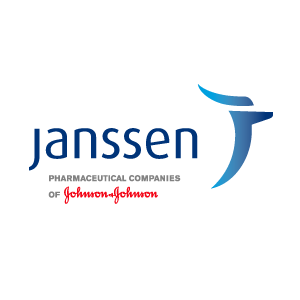 Janssen
PHARMACEUTICAL COMPANIES
OF Johnson&Johnson